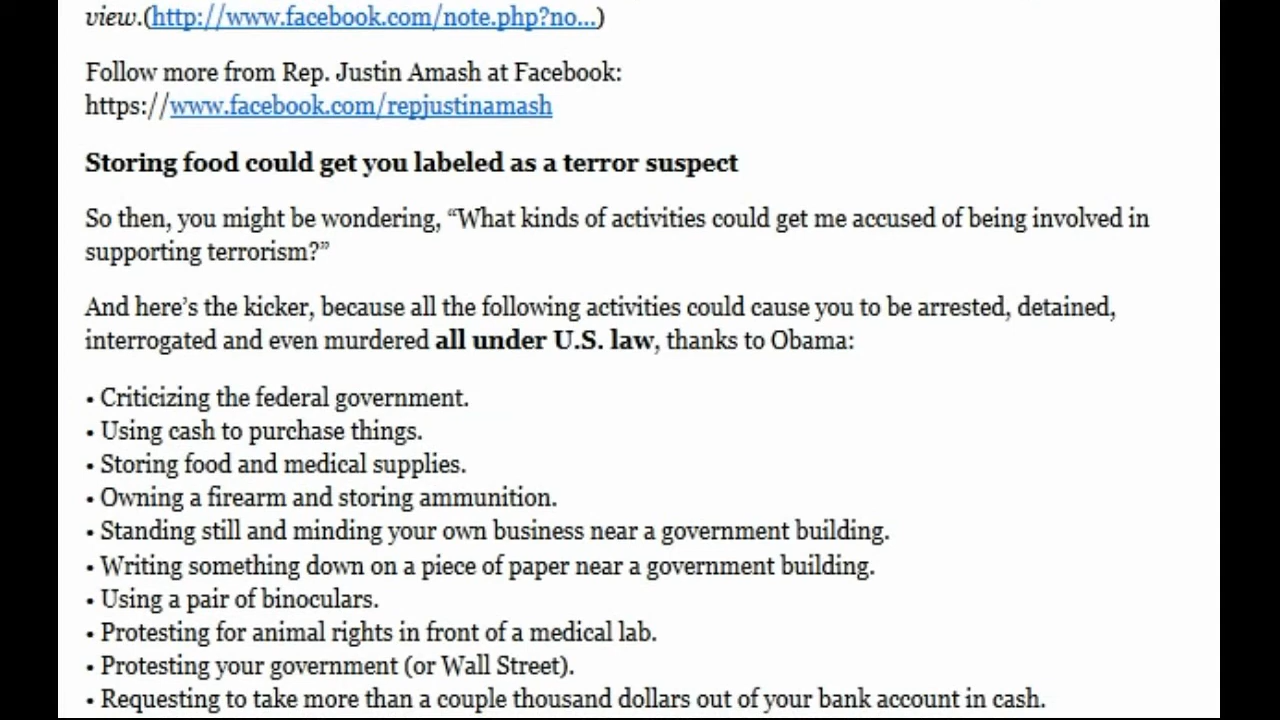 view.(http://www.facebook.com/note.php?no...)
Follow more from Rep. Justin Amash at Facebook:
https://www.facebook.com/repjustinamash
Storing food could get you labeled as a terror suspect
So then, you might be wondering, “What kinds of activities could get me accused of being involved in
supporting terrorism?”
And here’s the kicker, because all the following activities could cause you to be arrested, detained,
interrogated and even murdered all under U.S. law, thanks to Obama:
• Criticizing the federal government.
• Using cash to purchase things.
• Storing food and medical supplies.
• Owning a firearm and storing ammunition.
• Standing still and minding your own business near a government building.
• Writing something down on a piece of paper near a government building.
• Using a pair of binoculars.
• Protesting for animal rights in front of a medical lab.
• Protesting your government (or Wall Street).
• Requesting to take more than a couple thousand dollars out of your bank account in cash.